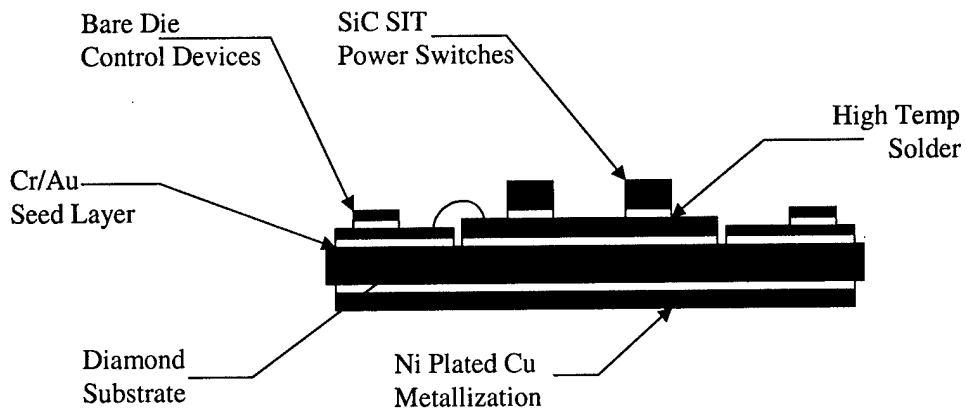 Bare Die
Control Devices
SiC SIT
Power Switches
High Temp
Solder
Cr/Au
Seed Layer
Diamond
Substrate
Ni Plated Cu
Metallization